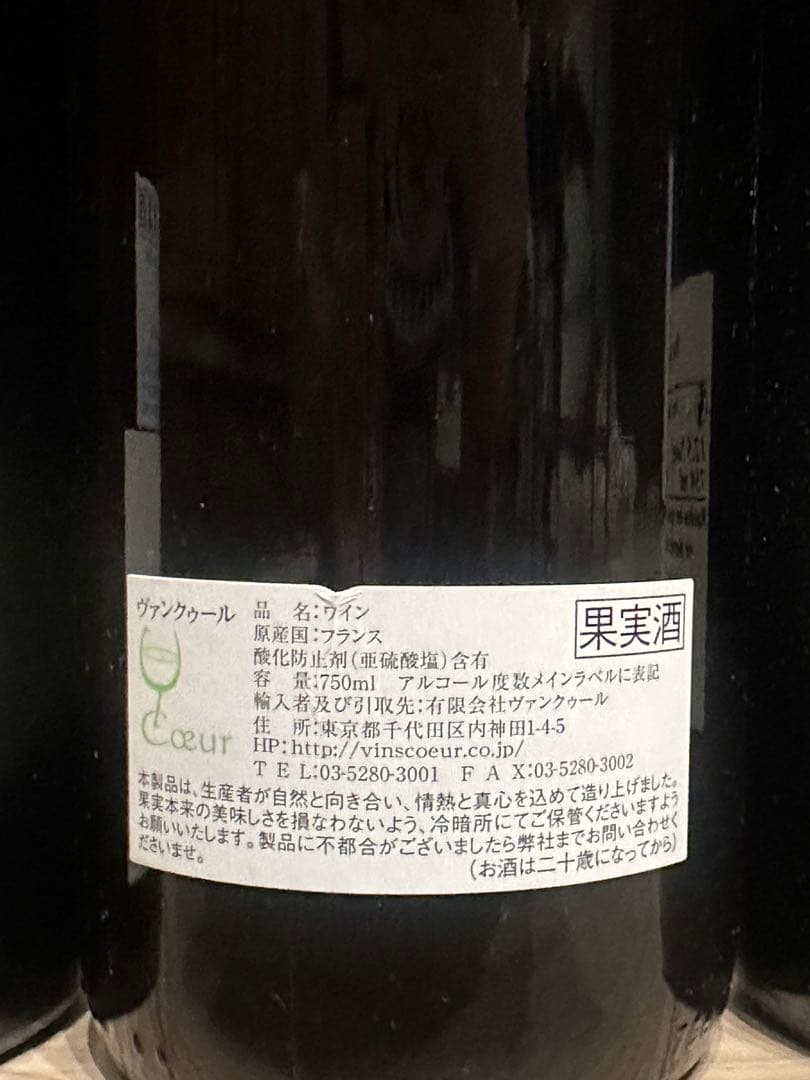 ヴァンクゥール
Cœur
果実酒
品　名：ワイン
原産国：フランス
酸化防止剤（亜硫酸塩）含有
容　量：750ml　アルコール度数メインラベルに表記
輸入者及び引取先：有限会社ヴァンクゥール
住　所：東京都千代田区内神田1-4-5
HP：http://vinscoeur.co.jp/
ＴＥＬ：03-5280-3001　ＦＡＸ：03-5280-3002
本製品は、生産者が自然と向き合い、情熱と真心を込めて造り上げました。
果実本来の美味しさを損なわないよう、冷暗所にてご保管くださいますよう
お願いいたします。製品に不都合がございましたら弊社までお問い合わせく
ださいませ。
（お酒は二十歳になってから）